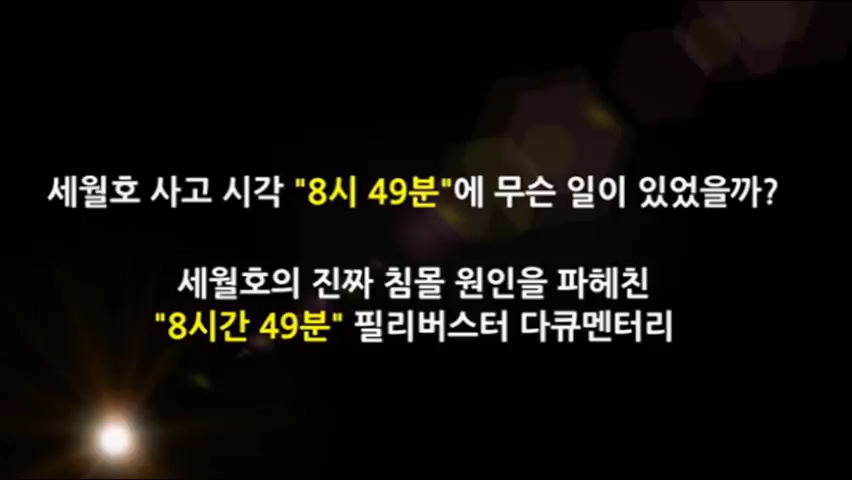 세월호 사고 시각 "8시 49분"에 무슨 일이 있었을까?
세월호의 진짜 침몰 원인을 파헤친
"8시간 49분" 필리버스터 다큐멘터리